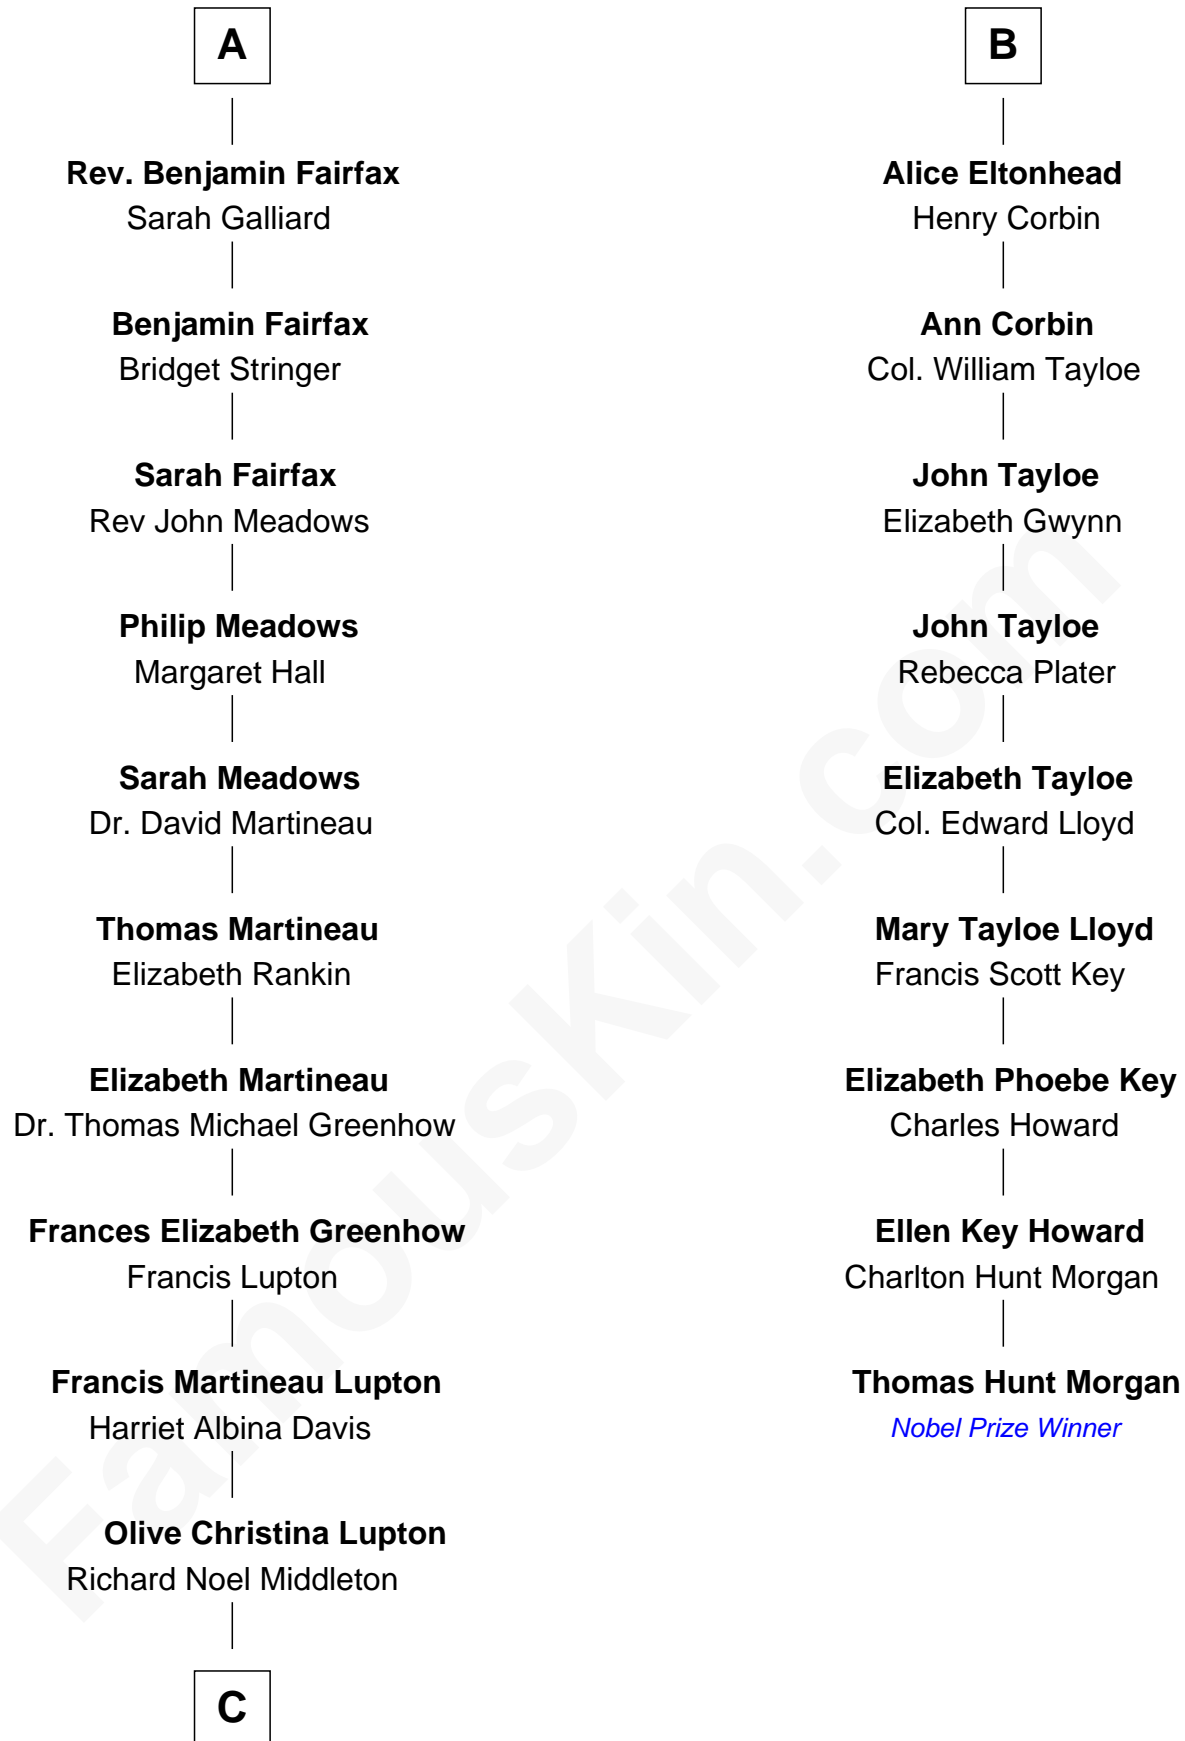 A
Rev. Benjamin Fairfax
Sarah Galliard
Benjamin Fairfax
Bridget Stringer
Sarah Fairfax
Rev John Meadows
Philip Meadows
Margaret Hall
Sarah Meadows
Dr. David Martineau
Thomas Martineau
Elizabeth Rankin
Elizabeth Martineau
Dr. Thomas Michael Greenhow
Frances Elizabeth Greenhow
Francis Lupton
Francis Martineau Lupton
Harriet Albina Davis
Olive Christina Lupton
Richard Noel Middleton
C
B
Alice Eltonhead
Henry Corbin
Ann Corbin
Col. William Tayloe
John Tayloe
Elizabeth Gwynn
John Tayloe
Rebecca Plater
Elizabeth Tayloe
Col. Edward Lloyd
Mary Tayloe Lloyd
Francis Scott Key
Elizabeth Phoebe Key
Charles Howard
Ellen Key Howard
Charlton Hunt Morgan
Thomas Hunt Morgan
Nobel Prize Winner
FamousKin.com